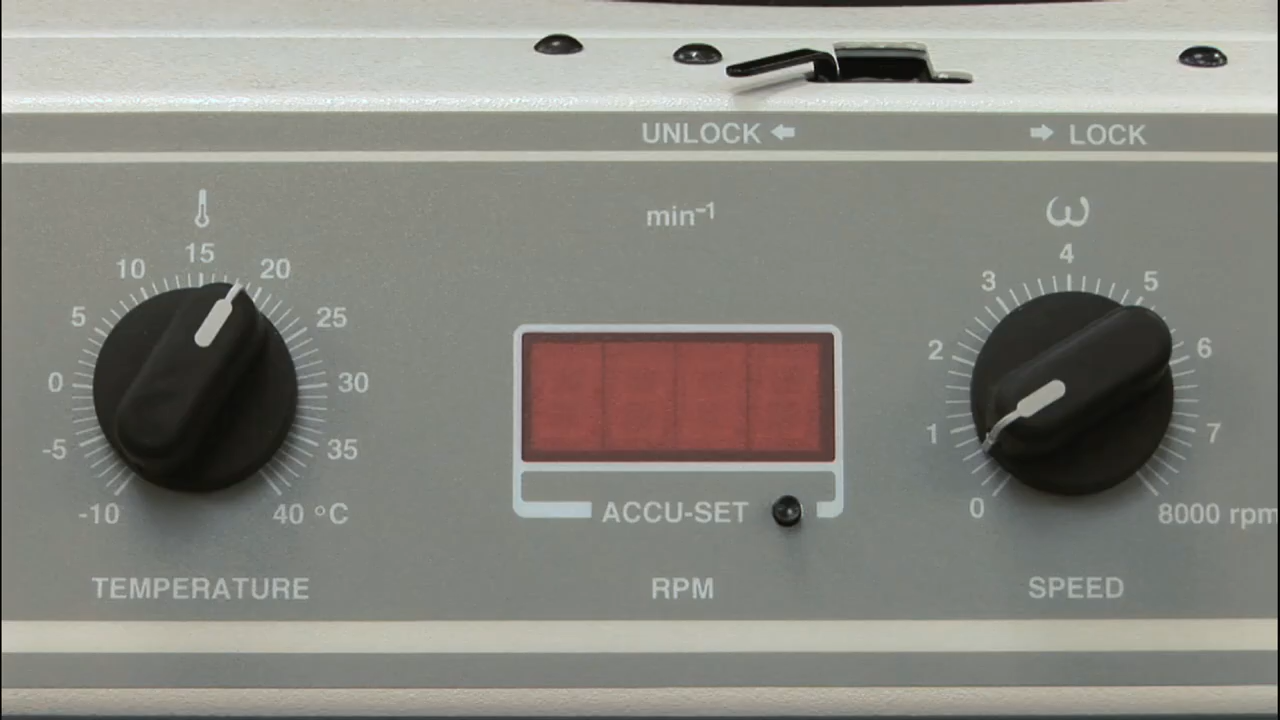 UNLOCK ← → LOCK
min⁻¹ ω
15 4
10 20 3 5
5 25 2 6
0 30
-5 35 1 7
-10 40 °C ACCU-SET 0 8000 rpm
TEMPERATURE RPM SPEED